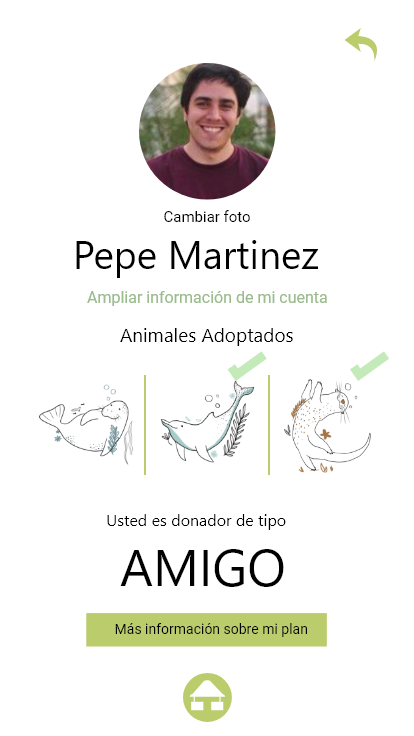 Cambiar foto
Pepe Martinez
Ampliar información de mi cuenta
Animales Adoptados
Usted es donador de tipo
AMIGO
Más información sobre mi plan